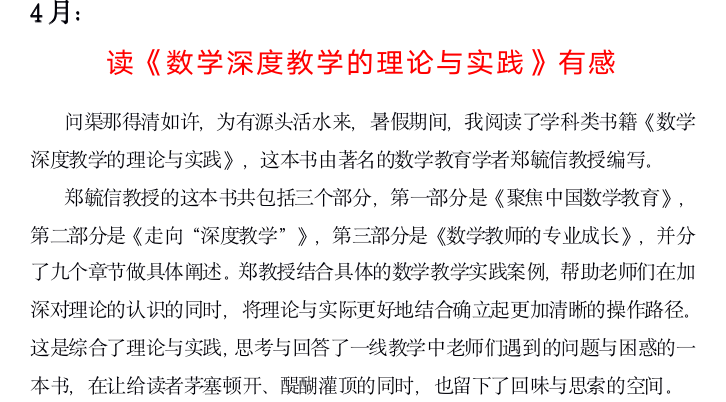 4月：
读《数学深度教学的理论与实践》有感
问渠那得清如许，为有源头活水来，暑假期间，我阅读了学科类书籍《数学
深度教学的理论与实践》，这本书由著名的数学教育学者郑毓信教授编写。
郑毓信教授的这本书共包括三个部分，第一部分是《聚焦中国数学教育》，
第二部分是《走向“深度教学”》，第三部分是《数学教师的专业成长》，并分
了九个章节做具体阐述。郑教授结合具体的数学教学实践案例，帮助老师们在加
深对理论的认识的同时，将理论与实际更好地结合确立起更加清晰的操作路径。
这是综合了理论与实践，思考与回答了一线教学中老师们遇到的问题与困惑的一
本书，在让给读者茅塞顿开、醍醐灌顶的同时，也留下了回味与思索的空间。